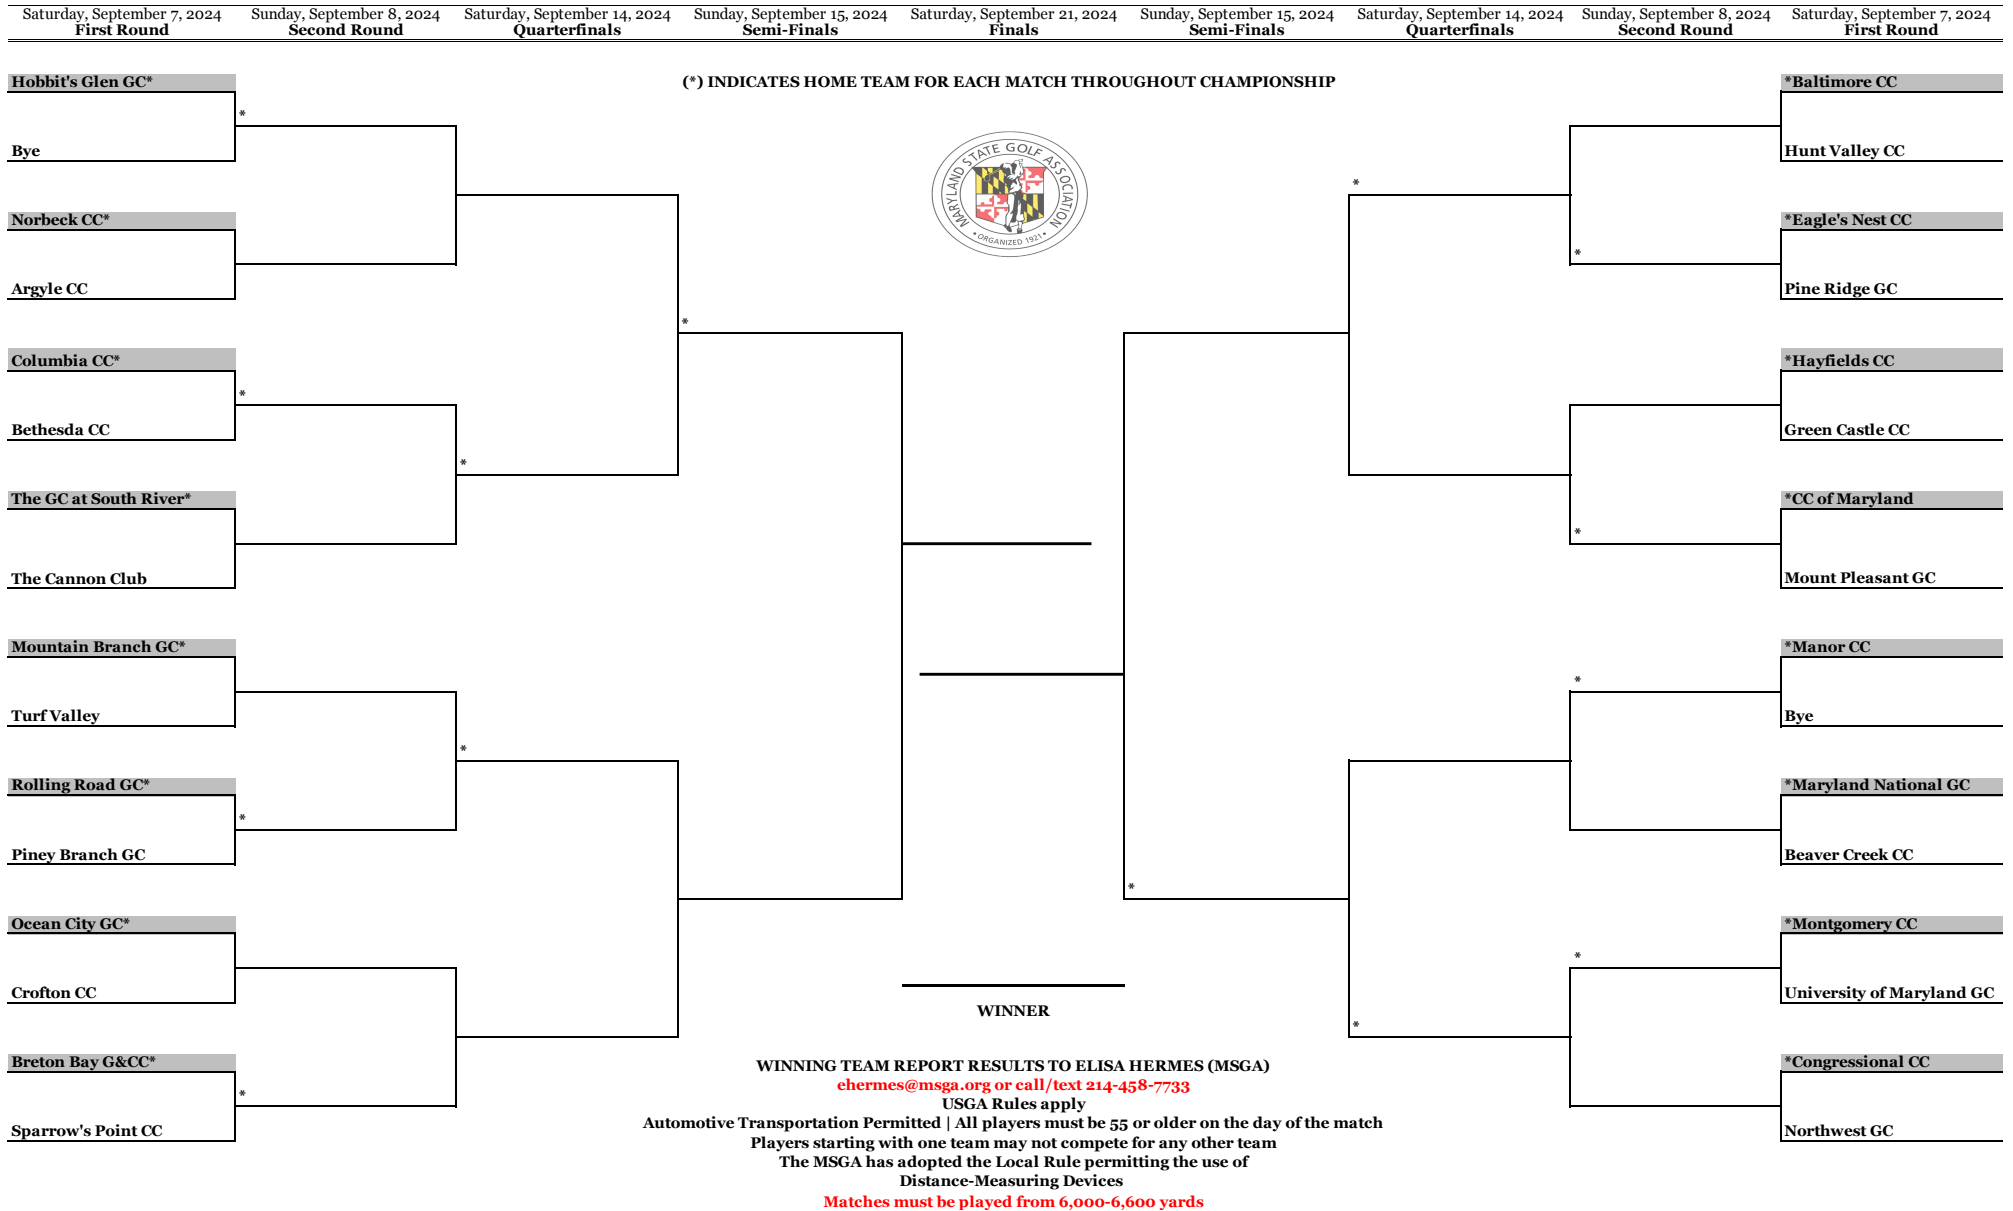 Saturday, September 7, 2024 Sunday, September 8, 2024 Saturday, September 14, 2024 Sunday, September 15, 2024 Saturday, September 21, 2024 Sunday, September 15, 2024 Saturday, September 14, 2024 Sunday, September 8, 2024 Saturday, September 7, 2024
First Round Second Round Quarterfinals Semi-Finals Finals Semi-Finals Quarterfinals Second Round First Round
Hobbit's Glen GC* (*) INDICATES HOME TEAM FOR EACH MATCH THROUGHOUT CHAMPIONSHIP *Baltimore CC
*
MARYLAND STATE GOLF ASSOCIATION
• ORGANIZED 1921 •
Bye Hunt Valley CC
*
Norbeck CC* *Eagle's Nest CC
*
Argyle CC Pine Ridge GC
*
Columbia CC* *Hayfields CC
*
Bethesda CC Green Castle CC
*
The GC at South River* *CC of Maryland
*
The Cannon Club Mount Pleasant GC
Mountain Branch GC* *Manor CC
*
Turf Valley Bye
*
Rolling Road GC* *Maryland National GC
*
Piney Branch GC Beaver Creek CC
*
Ocean City GC* *Montgomery CC
*
Crofton CC University of Maryland GC
WINNER
*
Breton Bay G&CC* WINNING TEAM REPORT RESULTS TO ELISA HERMES (MSGA) *Congressional CC
ehermes@msga.org or call/text 214-458-7733
*
USGA Rules apply
Automotive Transportation Permitted | All players must be 55 or older on the day of the match
Sparrow's Point CC Northwest GC
Players starting with one team may not compete for any other team
The MSGA has adopted the Local Rule permitting the use of
Distance-Measuring Devices
Matches must be played from 6,000-6,600 yards